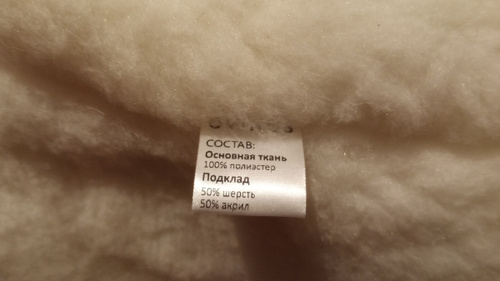 СОСТАВ:
Основная ткань
100% полиэстер
Подклад
50% шерсть
50% акрил